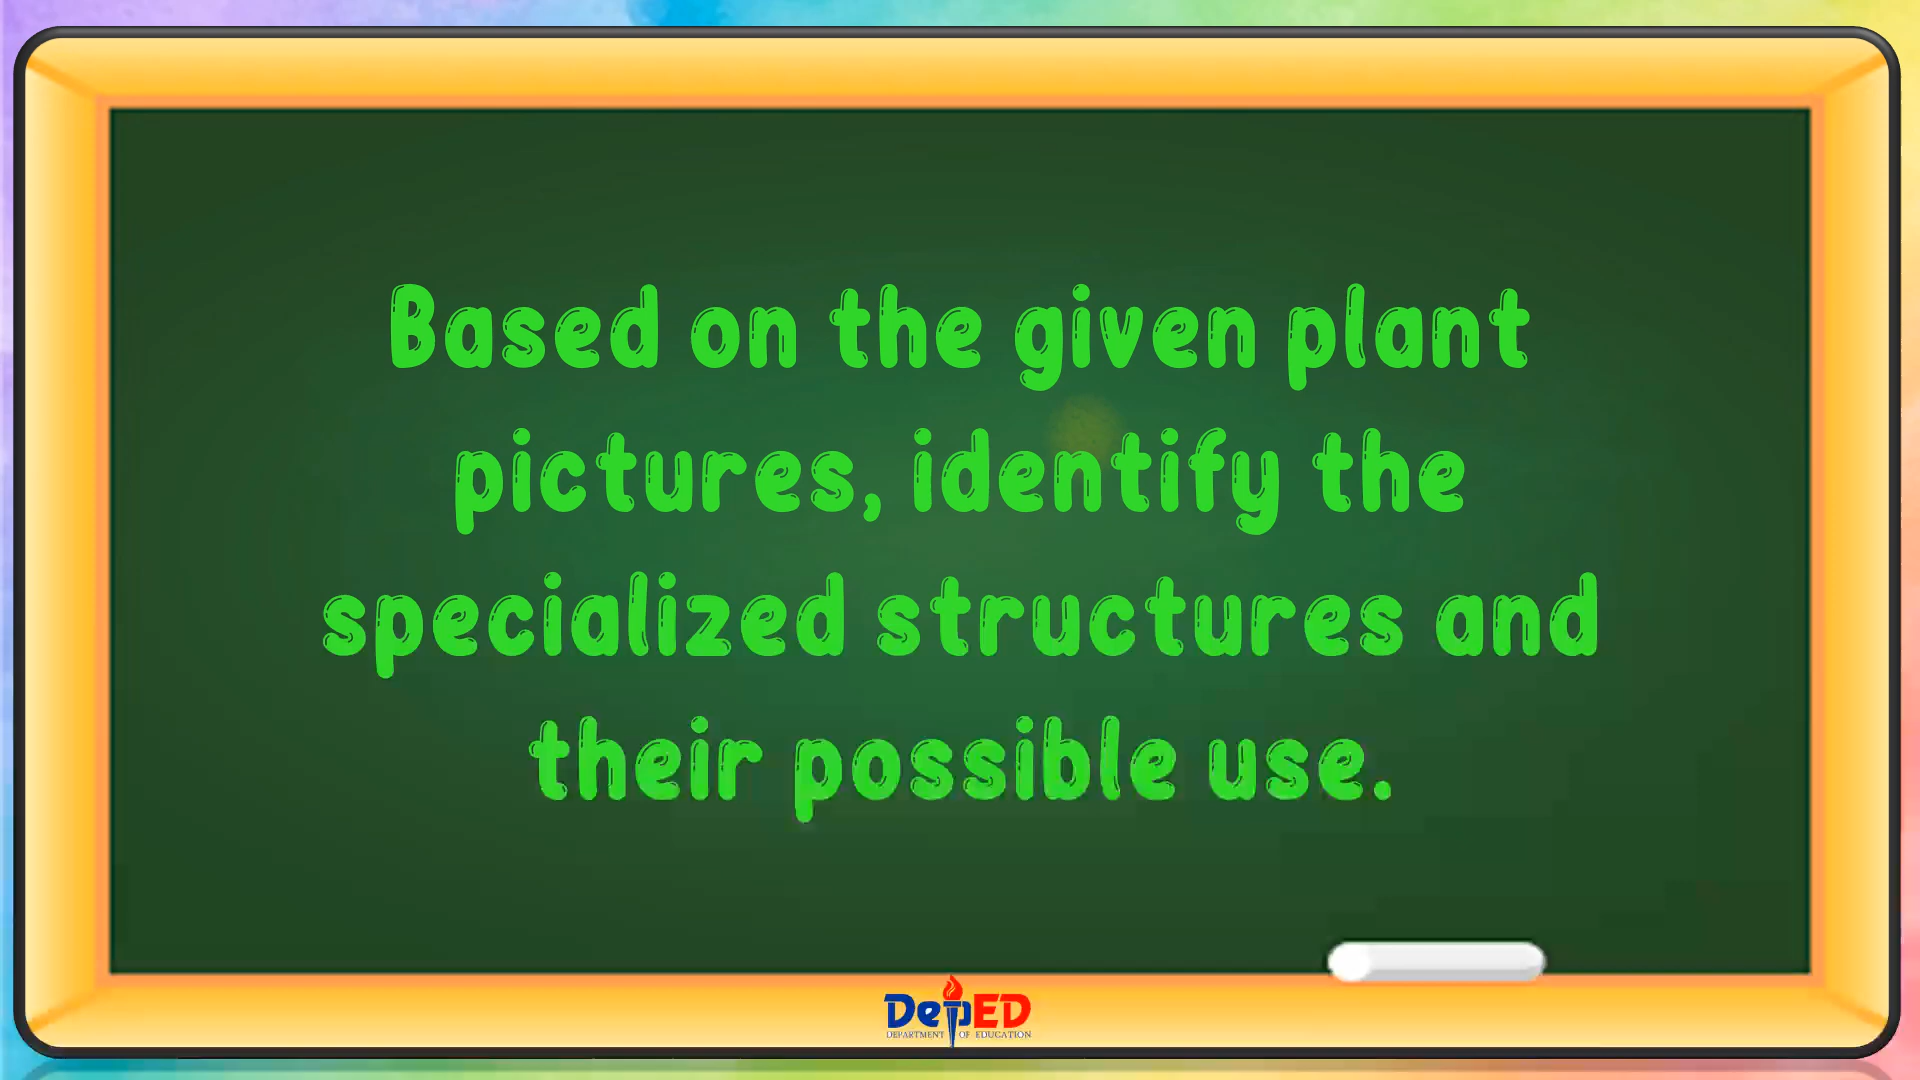 Based on the given plant
pictures, identify the
specialized structures and
their possible use.
DepED
DEPARTMENT OF EDUCATION